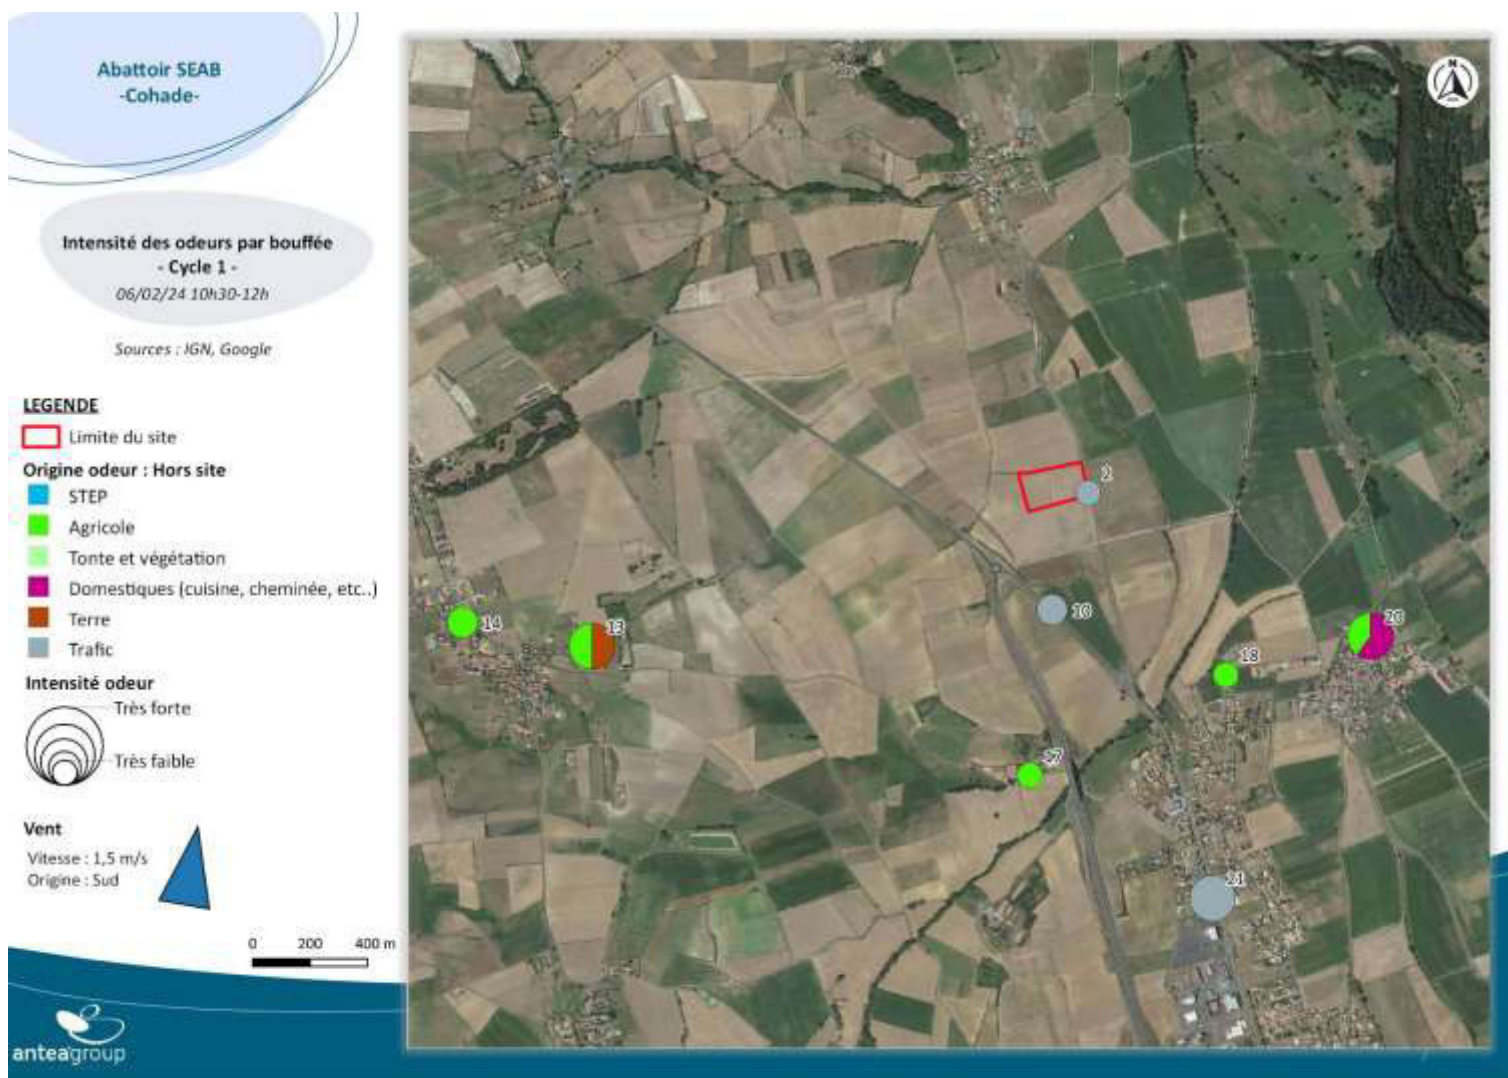 Abattoir SEAB
-Cohade-
Intensité des odeurs par bouffée
- Cycle 1 -
06/02/24 10h30-12h
Sources : IGN, Google
LEGENDE
Limite du site
Origine odeur : Hors site
STEP
Agricole
Tonte et végétation
Domestiques (cuisine, cheminée, etc..)
Terre
Trafic
Intensité odeur
Très forte
Très faible
Vent
Vitesse : 1,5 m/s
Origine : Sud
0 200 400 m
anteagroup
N
2
10
14
13
20
18
17
21